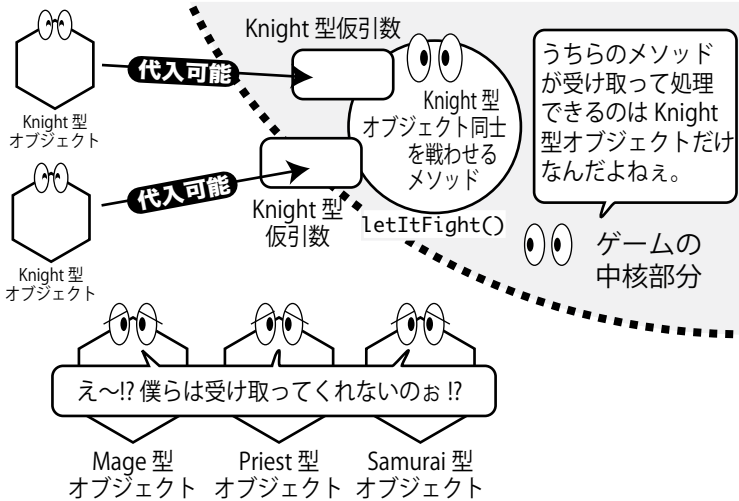 Knight 型仮引数
代入可能
Knight 型
オブジェクト
Knight 型
オブジェクト同士
を戦わせる
メソッド
うちらのメソッド
が受け取って処理
できるのは Knight
型オブジェクトだけ
なんだよねぇ。
代入可能
Knight 型
仮引数
letItFight()
ゲームの
中核部分
Knight 型
オブジェクト
え〜!? 僕らは受け取ってくれないのぉ !?
Mage 型
オブジェクト
Priest 型
オブジェクト
Samurai 型
オブジェクト